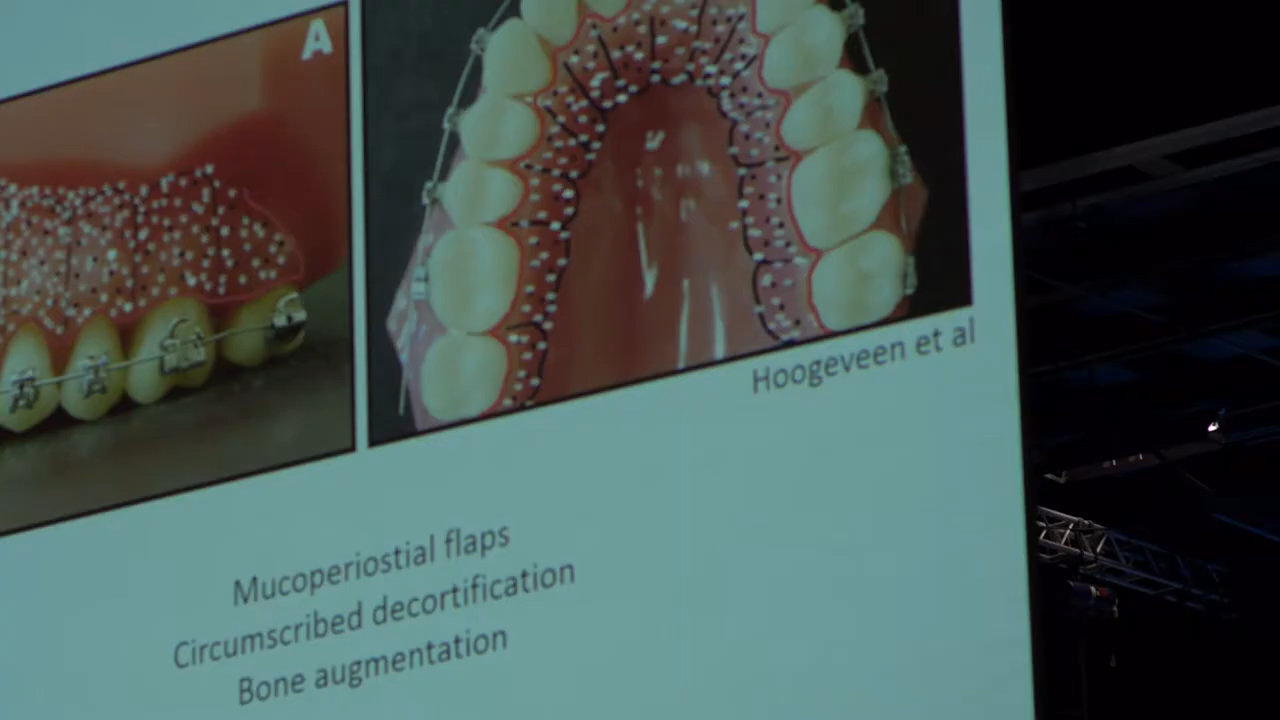 A
Hoogeveen et al
Mucoperiostial flaps
Circumscribed decortification
Bone augmentation